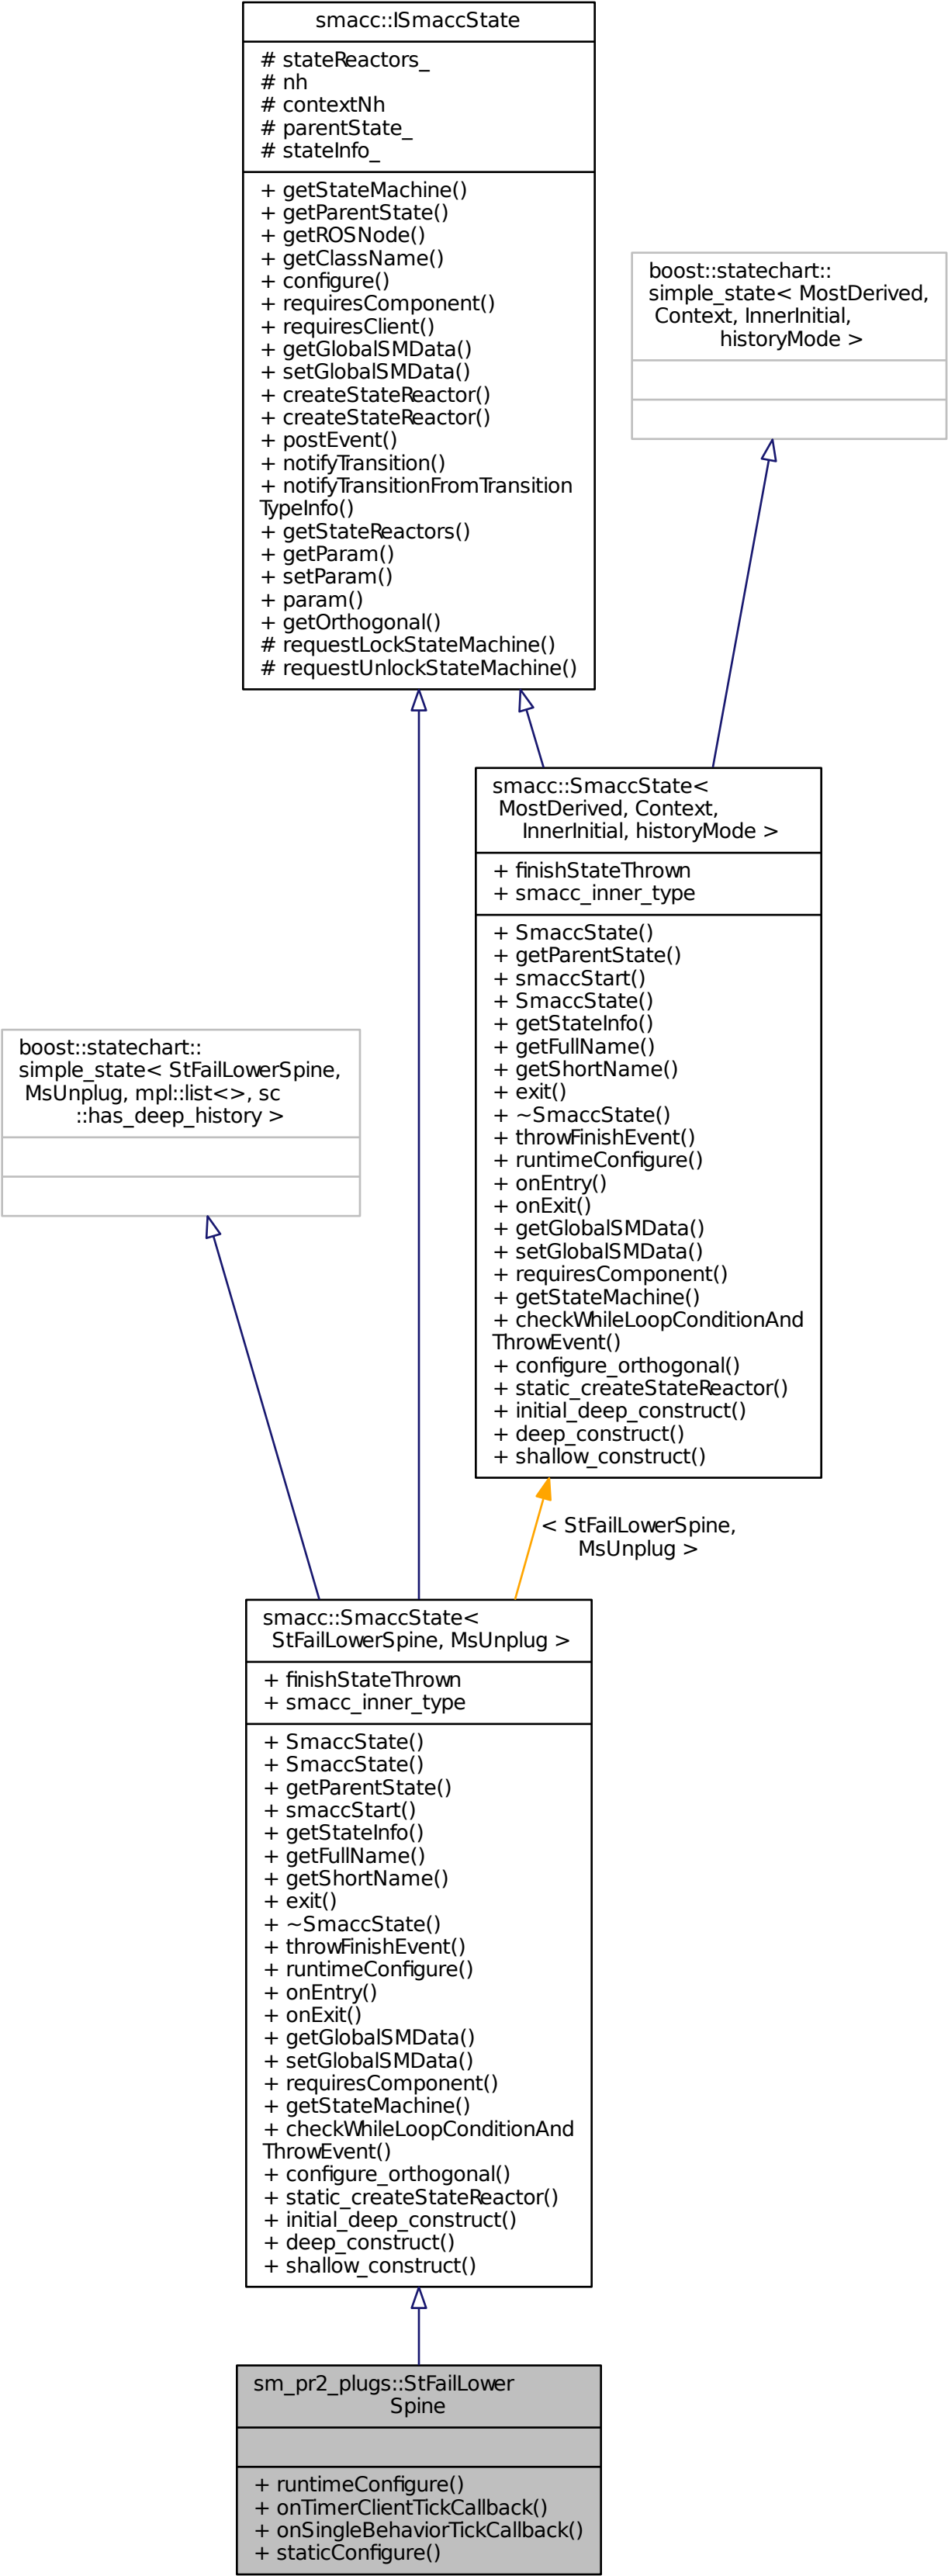 smacc::ISmaccState
# stateReactors_
# nh
# contextNh
# parentState_
# stateInfo_
+ getStateMachine()
+ getParentState()
+ getROSNode()
+ getClassName()
+ configure()
+ requiresComponent()
+ requiresClient()
+ getGlobalSMData()
+ setGlobalSMData()
+ createStateReactor()
+ createStateReactor()
+ postEvent()
+ notifyTransition()
+ notifyTransitionFromTransition
TypeInfo()
+ getStateReactors()
+ getParam()
+ setParam()
+ param()
+ getOrthogonal()
# requestLockStateMachine()
# requestUnlockStateMachine()
boost::statechart::
simple_state< MostDerived,
Context, InnerInitial,
historyMode >
smacc::SmaccState<
MostDerived, Context,
InnerInitial, historyMode >
+ finishStateThrown
+ smacc_inner_type
+ SmaccState()
+ getParentState()
+ smaccStart()
+ SmaccState()
+ getStateInfo()
+ getFullName()
+ getShortName()
+ exit()
+ ~SmaccState()
+ throwFinishEvent()
+ runtimeConfigure()
+ onEntry()
+ onExit()
+ getGlobalSMData()
+ setGlobalSMData()
+ requiresComponent()
+ getStateMachine()
+ checkWhileLoopConditionAnd
ThrowEvent()
+ configure_orthogonal()
+ static_createStateReactor()
+ initial_deep_construct()
+ deep_construct()
+ shallow_construct()
boost::statechart::
simple_state< StFailLowerSpine,
MsUnplug, mpl::list<>, sc
::has_deep_history >
< StFailLowerSpine,
MsUnplug >
smacc::SmaccState<
StFailLowerSpine, MsUnplug >
+ finishStateThrown
+ smacc_inner_type
+ SmaccState()
+ SmaccState()
+ getParentState()
+ smaccStart()
+ getStateInfo()
+ getFullName()
+ getShortName()
+ exit()
+ ~SmaccState()
+ throwFinishEvent()
+ runtimeConfigure()
+ onEntry()
+ onExit()
+ getGlobalSMData()
+ setGlobalSMData()
+ requiresComponent()
+ getStateMachine()
+ checkWhileLoopConditionAnd
ThrowEvent()
+ configure_orthogonal()
+ static_createStateReactor()
+ initial_deep_construct()
+ deep_construct()
+ shallow_construct()
sm_pr2_plugs::StFailLower
Spine
+ runtimeConfigure()
+ onTimerClientTickCallback()
+ onSingleBehaviorTickCallback()
+ staticConfigure()